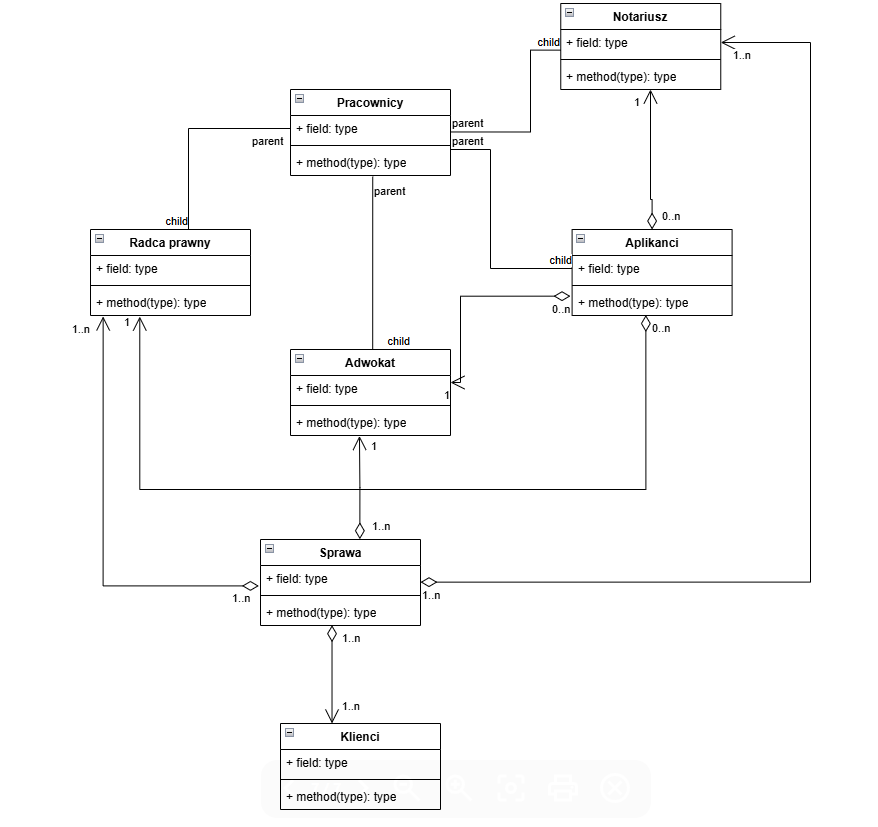 Notariusz
child
+ field: type
1..n
+ method(type): type
1
Pracownicy
parent
+ field: type
parent
parent
+ method(type): type
parent
child
0..n
Radca prawny
Aplikanci
child
+ field: type
+ field: type
+ method(type): type
+ method(type): type
0..n
1..n
1
0..n
child
Adwokat
+ field: type
1
+ method(type): type
1
1..n
Sprawa
+ field: type
1..n
1..n
+ method(type): type
1..n
1..n
Klienci
+ field: type
+ method(type): type